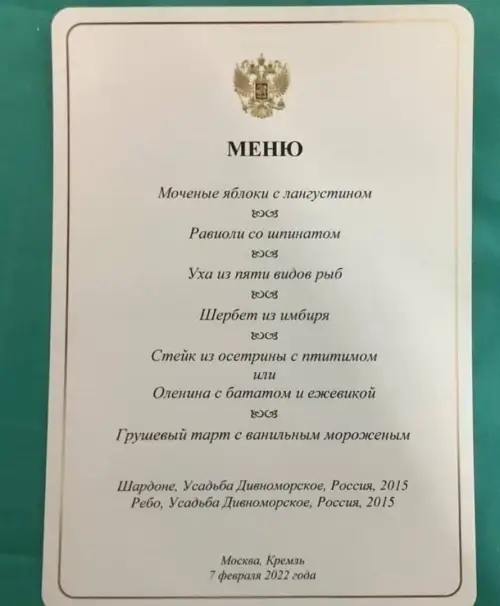 МЕНЮ
Моченые яблоки с лангустином
Равиоли со шпинатом
Уха из пяти видов рыб
Шербет из имбиря
Стейк из осетрины с птитимом
или
Оленина с бататом и ежевикой
Грушевый тарт с ванильным мороженым
Шардоне, Усадьба Дивноморское, Россия, 2015
Ребо, Усадьба Дивноморское, Россия, 2015
Москва, Кремль
7 февраля 2022 года